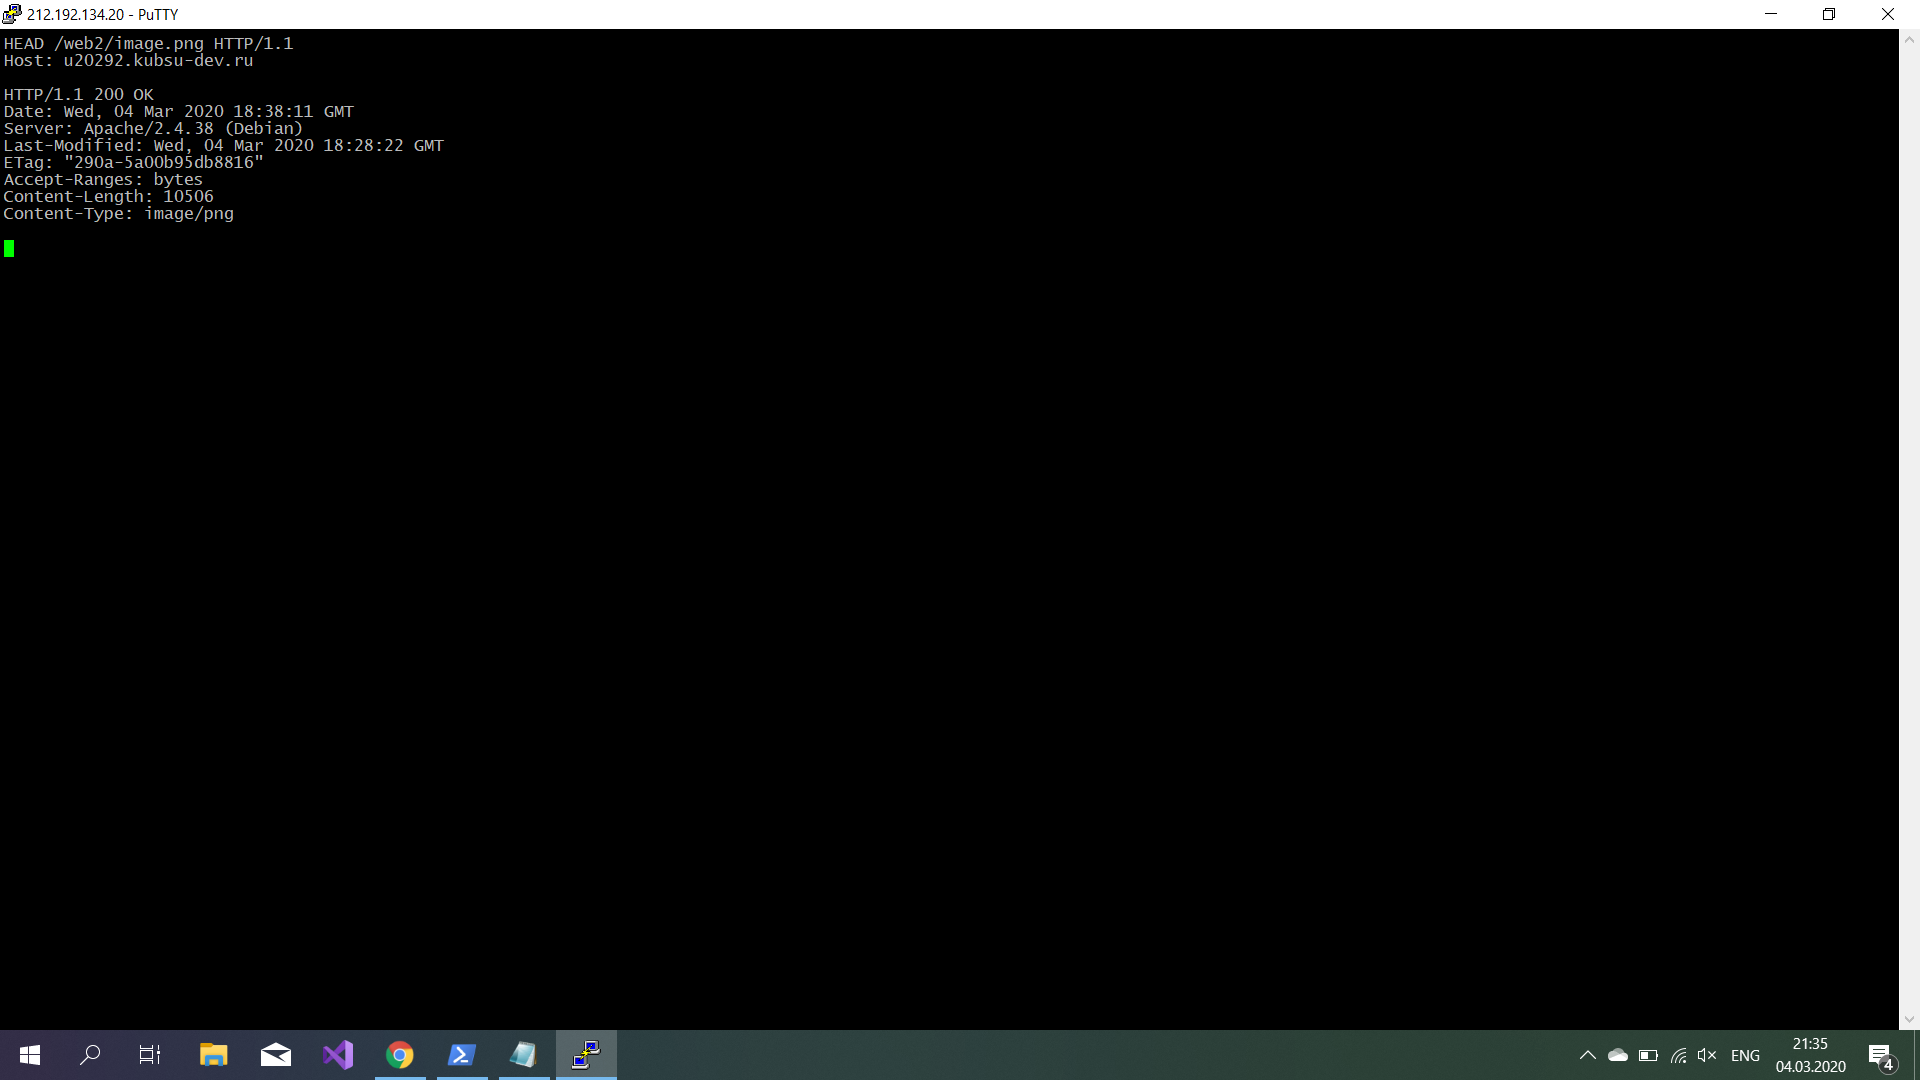 212.192.134.20 - PuTTY
HEAD /web2/image.png HTTP/1.1
Host: u20292.kubsu-dev.ru
HTTP/1.1 200 OK
Date: Wed, 04 Mar 2020 18:38:11 GMT
Server: Apache/2.4.38 (Debian)
Last-Modified: Wed, 04 Mar 2020 18:28:22 GMT
ETag: "290a-5a00b95db8816"
Accept-Ranges: bytes
Content-Length: 10506
Content-Type: image/png
ENG
21:35
04.03.2020
4